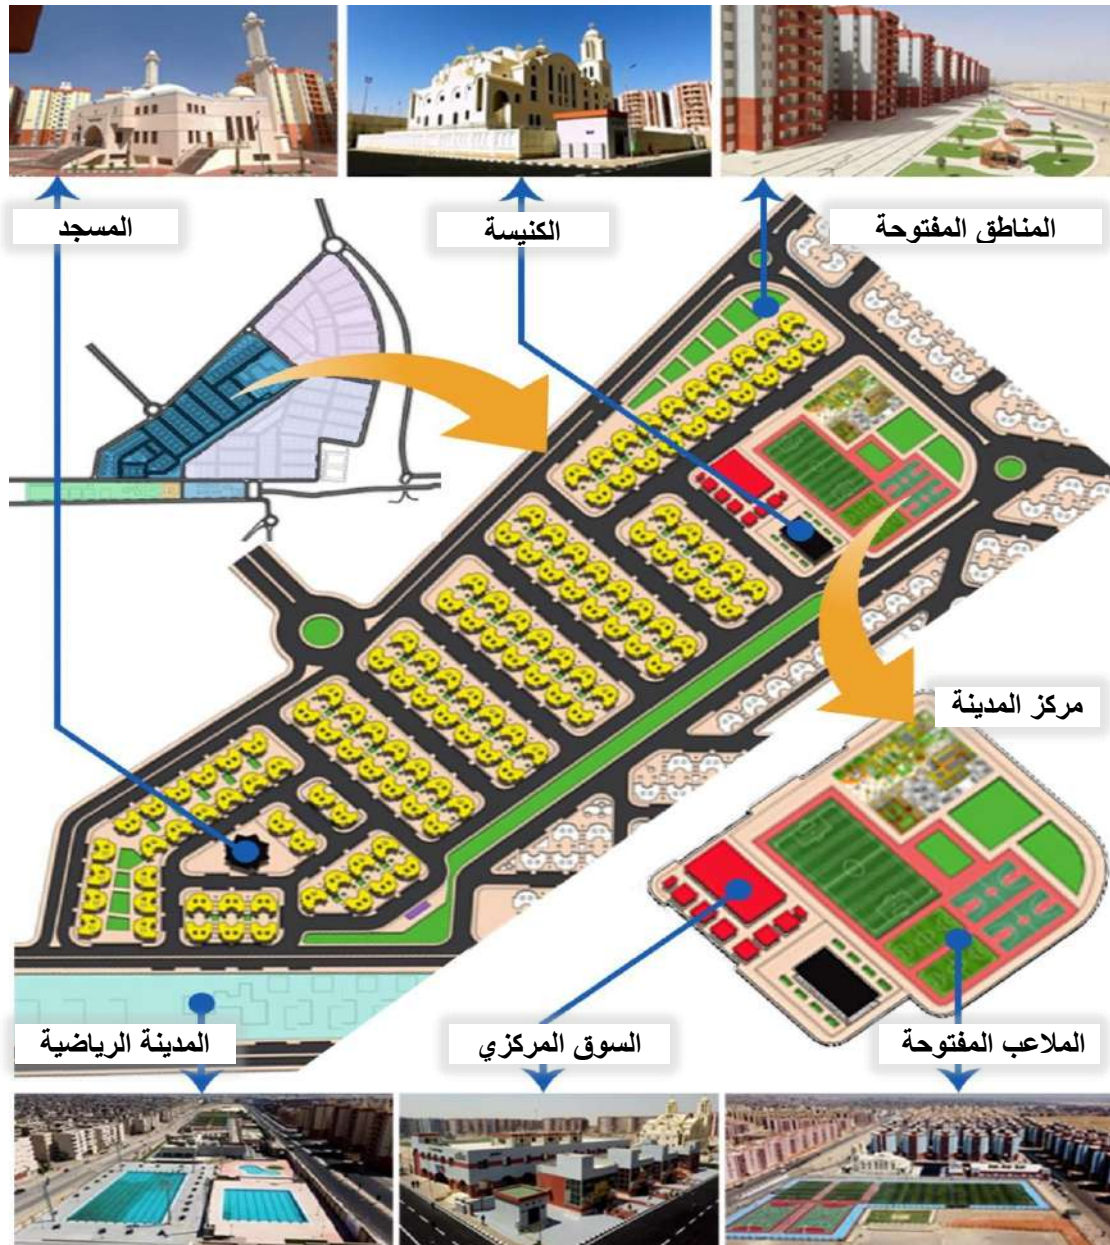 المسجد
الكنيسة
المناطق المفتوحة
مركز المدينة
المدينة الرياضية
السوق المركزي
الملاعب المفتوحة